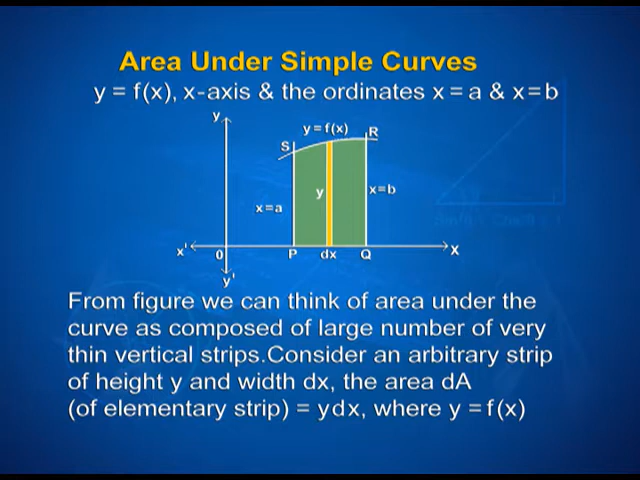 Area Under Simple Curves
y = f(x), x-axis & the ordinates x=a & x=b
y
y=f(x)
S
R
y
x=b
x=a
x'
0
P
dx
Q
x
y'
From figure we can think of area under the
curve as composed of large number of very
thin vertical strips.Consider an arbitrary strip
of height y and width dx, the area dA
(of elementary strip) = ydx, where y=f(x)